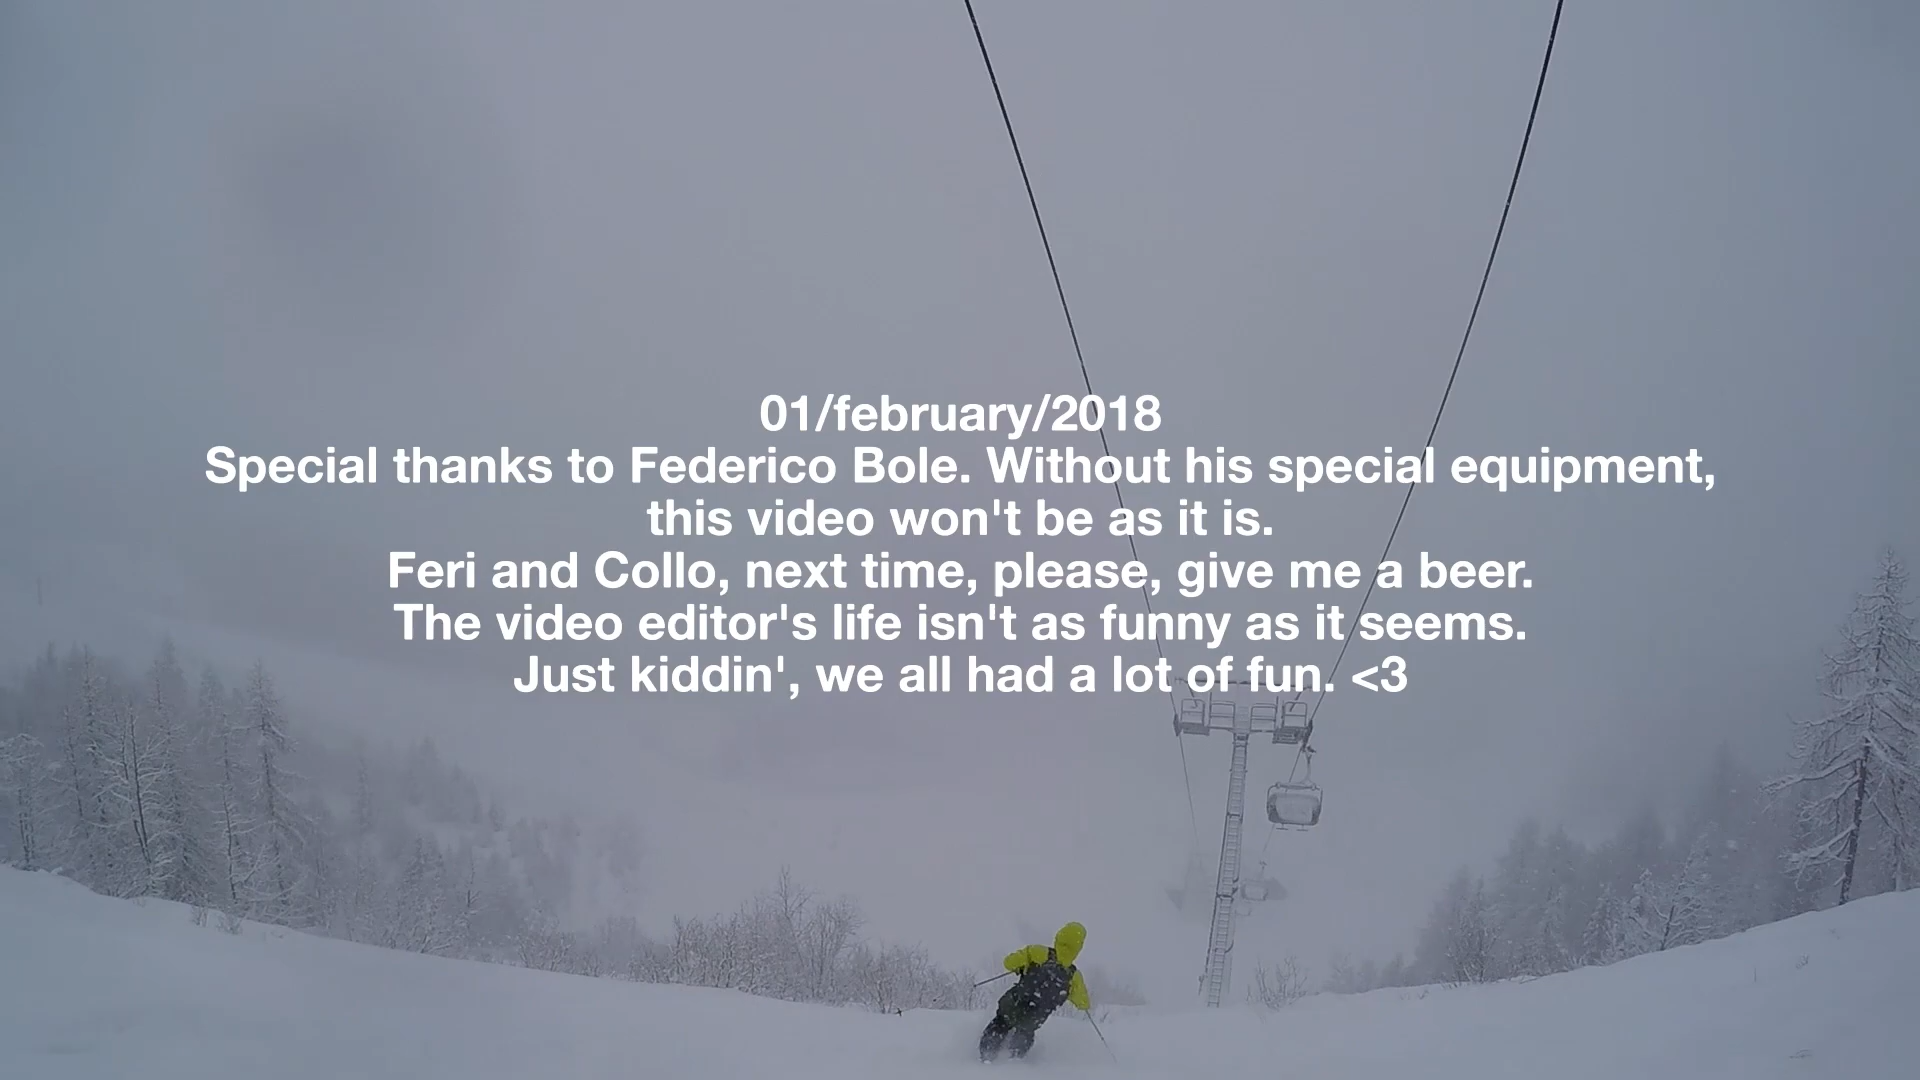 01/february/2018
Special thanks to Federico Bole. Without his special equipment,
this video won't be as it is.
Feri and Collo, next time, please, give me a beer.
The video editor's life isn't as funny as it seems.
Just kiddin', we all had a lot of fun. <3